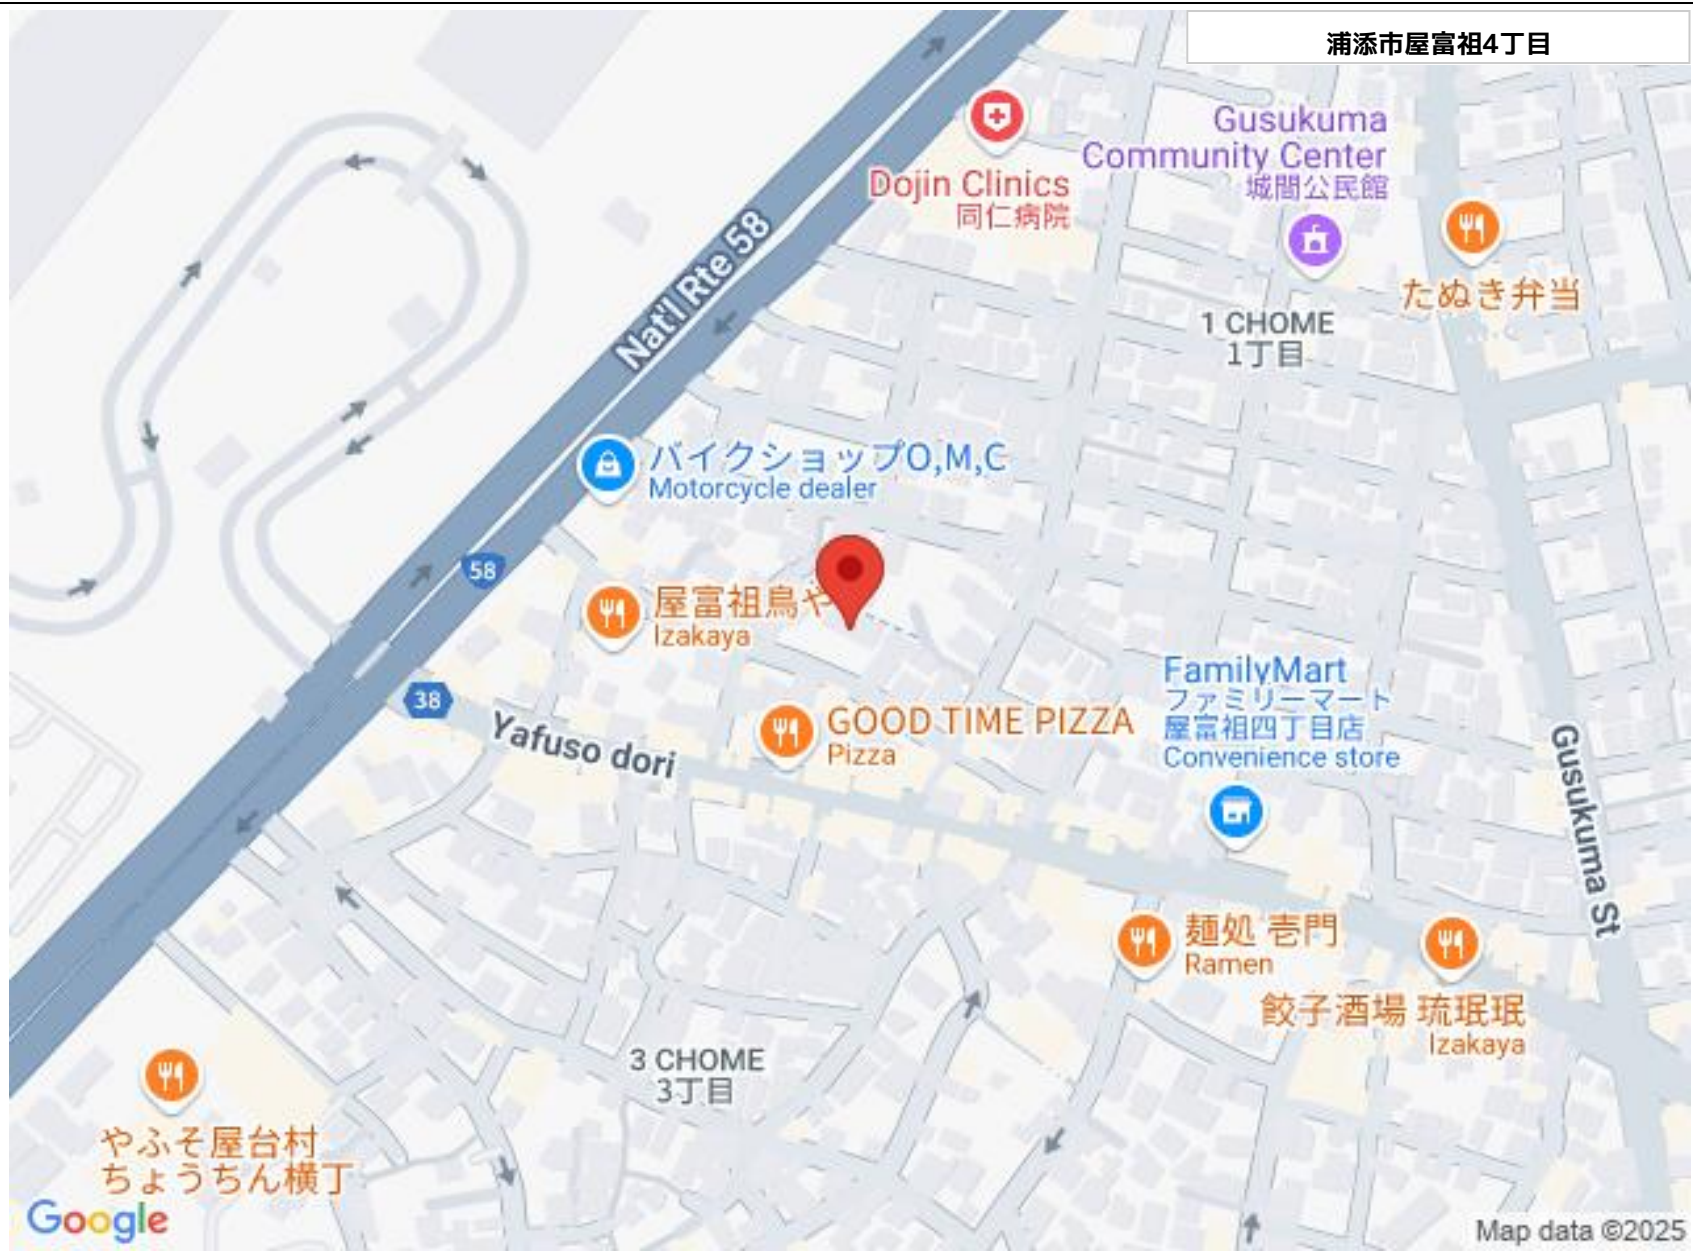 浦添市屋富祖4丁目
Gusukuma
Community Center
城間公民館
Dojin Clinics
同仁病院
たぬき弁当
Nat'l Rte 58
1 CHOME
1丁目
バイクショップO,M,C
Motorcycle dealer
58
屋富祖鳥や
Izakaya
38
Yafuso dori
GOOD TIME PIZZA
Pizza
FamilyMart
ファミリーマート
屋富祖四丁目店
Convenience store
Gusukuma St
麺処 壱門
Ramen
餃子酒場 琉珉珉
Izakaya
3 CHOME
3丁目
やふそ屋台村
ちょうちん横丁
Google
Map data ©2025